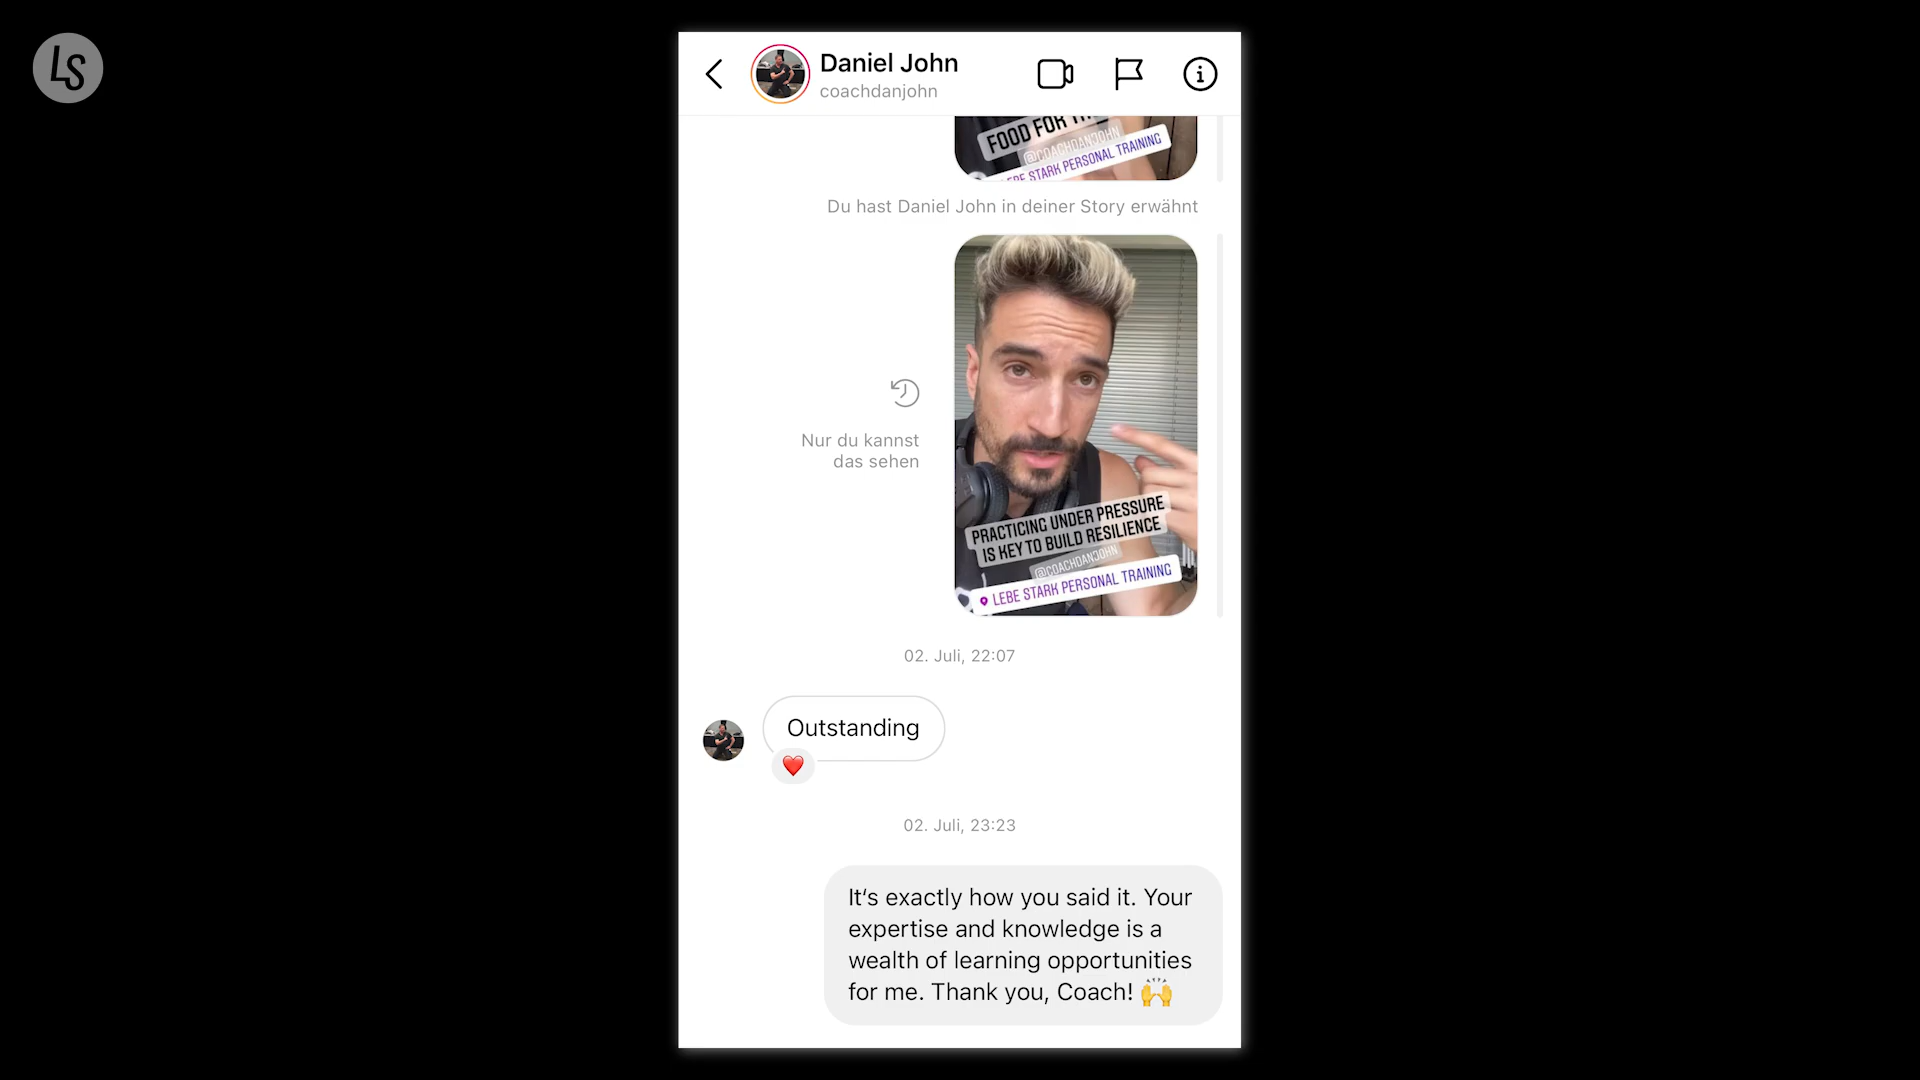 LS
Daniel John
coachdanjohn
FOOD FOR
@COACHDANJOHN
LEBE STARK PERSONAL TRAINING
Du hast Daniel John in deiner Story erwähnt
Nur du kannst
das sehen
PRACTICING UNDER PRESSURE
IS KEY TO BUILD RESILIENCE
@COACHDANJOHN
LEBE STARK PERSONAL TRAINING
02. Juli, 22:07
Outstanding
02. Juli, 23:23
It‘s exactly how you said it. Your
expertise and knowledge is a
wealth of learning opportunities
for me. Thank you, Coach! 🙌